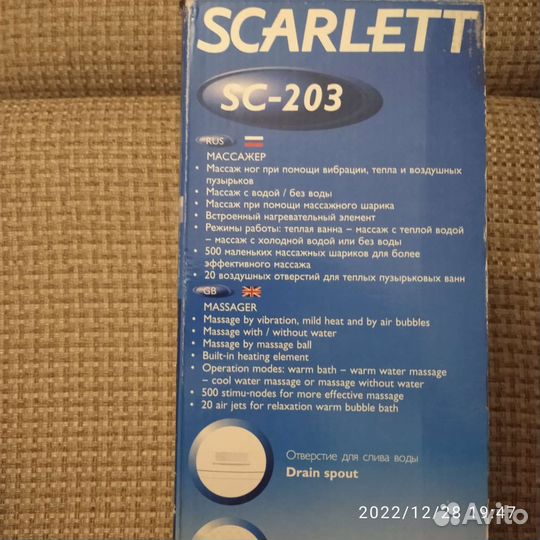 SCARLETT
SC-203
RUS
МАССАЖЕР
• Массаж ног при помощи вибрации, тепла и воздушных
пузырьков
• Массаж с водой / без воды
• Массаж при помощи массажного шарика
• Встроенный нагревательный элемент
• Режимы работы: теплая ванна – массаж с теплой водой
– массаж с холодной водой или без воды
• 500 маленьких массажных шариков для более
эффективного массажа
• 20 воздушных отверстий для теплых пузырьковых ванн
GB
MASSAGER
• Massage by vibration, mild heat and by air bubbles
• Massage with / without water
• Massage by massage ball
• Built-in heating element
• Operation modes: warm bath – warm water massage
– cool water massage or massage without water
• 500 stimu-nodes for more effective massage
• 20 air jets for relaxation warm bubble bath
Отверстие для слива воды
Drain spout
2022/12/28 19:47
Avito